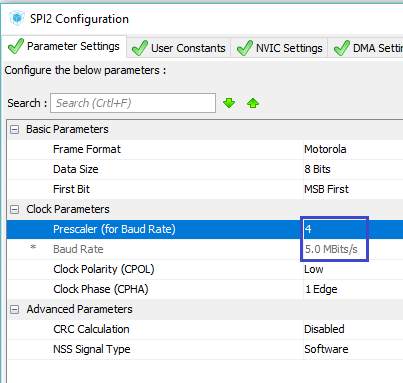 SPI2 Configuration
Parameter Settings User Constants NVIC Settings DMA Settin
Configure the below parameters :
Search : Search (Crtl+F)
Basic Parameters
Frame Format Motorola
Data Size 8 Bits
First Bit MSB First
Clock Parameters
Prescaler (for Baud Rate) 4
* Baud Rate 5.0 MBits/s
Clock Polarity (CPOL) Low
Clock Phase (CPHA) 1 Edge
Advanced Parameters
CRC Calculation Disabled
NSS Signal Type Software